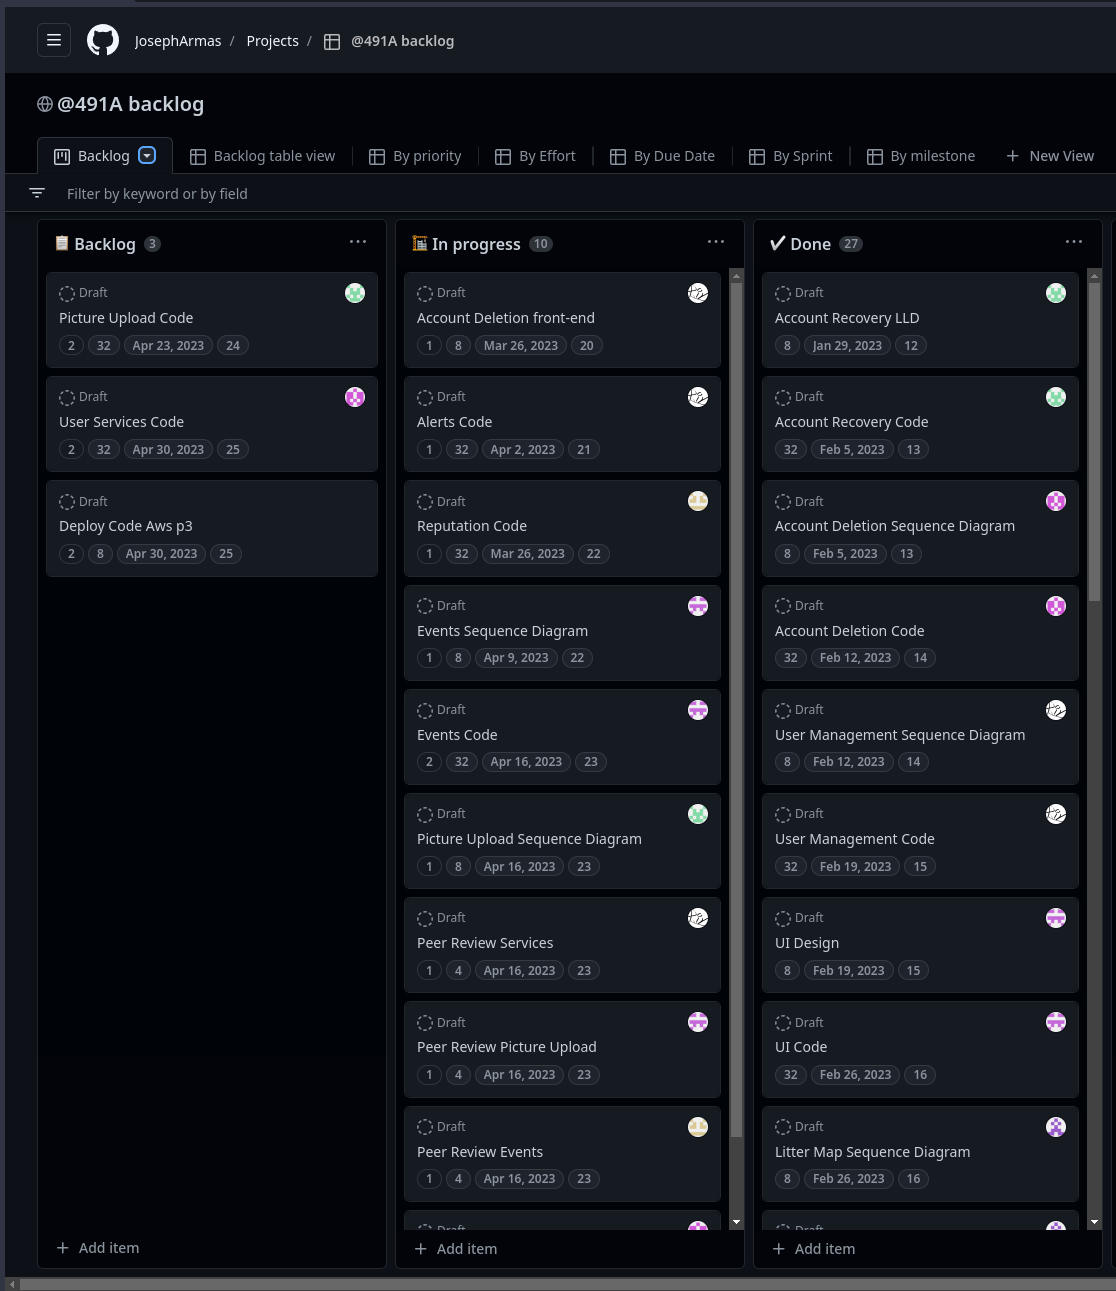 JosephArmas / Projects / @491A backlog
@491A backlog
Backlog Backlog table view By priority By Effort By Due Date By Sprint By milestone + New View
Filter by keyword or by field
Backlog 3 ...
Draft
Picture Upload Code
2 32 Apr 23, 2023 24
Draft
User Services Code
2 32 Apr 30, 2023 25
Draft
Deploy Code Aws p3
2 8 Apr 30, 2023 25
+ Add item
In progress 10 ...
Draft
Account Deletion front-end
1 8 Mar 26, 2023 20
Draft
Alerts Code
1 32 Apr 2, 2023 21
Draft
Reputation Code
1 32 Mar 26, 2023 22
Draft
Events Sequence Diagram
1 8 Apr 9, 2023 22
Draft
Events Code
2 32 Apr 16, 2023 23
Draft
Picture Upload Sequence Diagram
1 8 Apr 16, 2023 23
Draft
Peer Review Services
1 4 Apr 16, 2023 23
Draft
Peer Review Picture Upload
1 4 Apr 16, 2023 23
Draft
Peer Review Events
1 4 Apr 16, 2023 23
Draft
+ Add item
Done 27 ...
Draft
Account Recovery LLD
8 Jan 29, 2023 12
Draft
Account Recovery Code
32 Feb 5, 2023 13
Draft
Account Deletion Sequence Diagram
8 Feb 5, 2023 13
Draft
Account Deletion Code
32 Feb 12, 2023 14
Draft
User Management Sequence Diagram
8 Feb 12, 2023 14
Draft
User Management Code
32 Feb 19, 2023 15
Draft
UI Design
8 Feb 19, 2023 15
Draft
UI Code
32 Feb 26, 2023 16
Draft
Litter Map Sequence Diagram
8 Feb 26, 2023 16
Draft
+ Add item